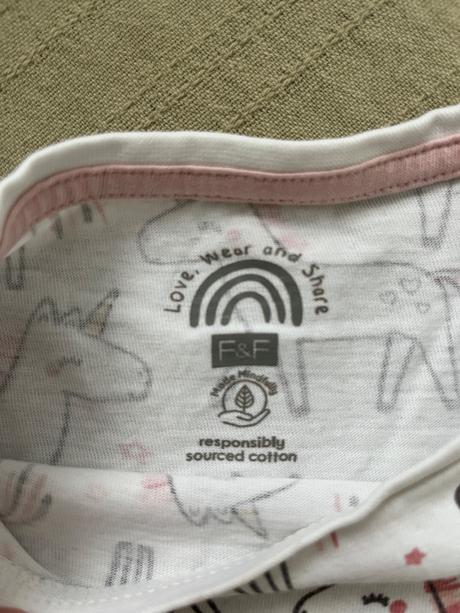 Love, Wear and Share
F&F
Made Mindfully
responsibly
sourced cotton